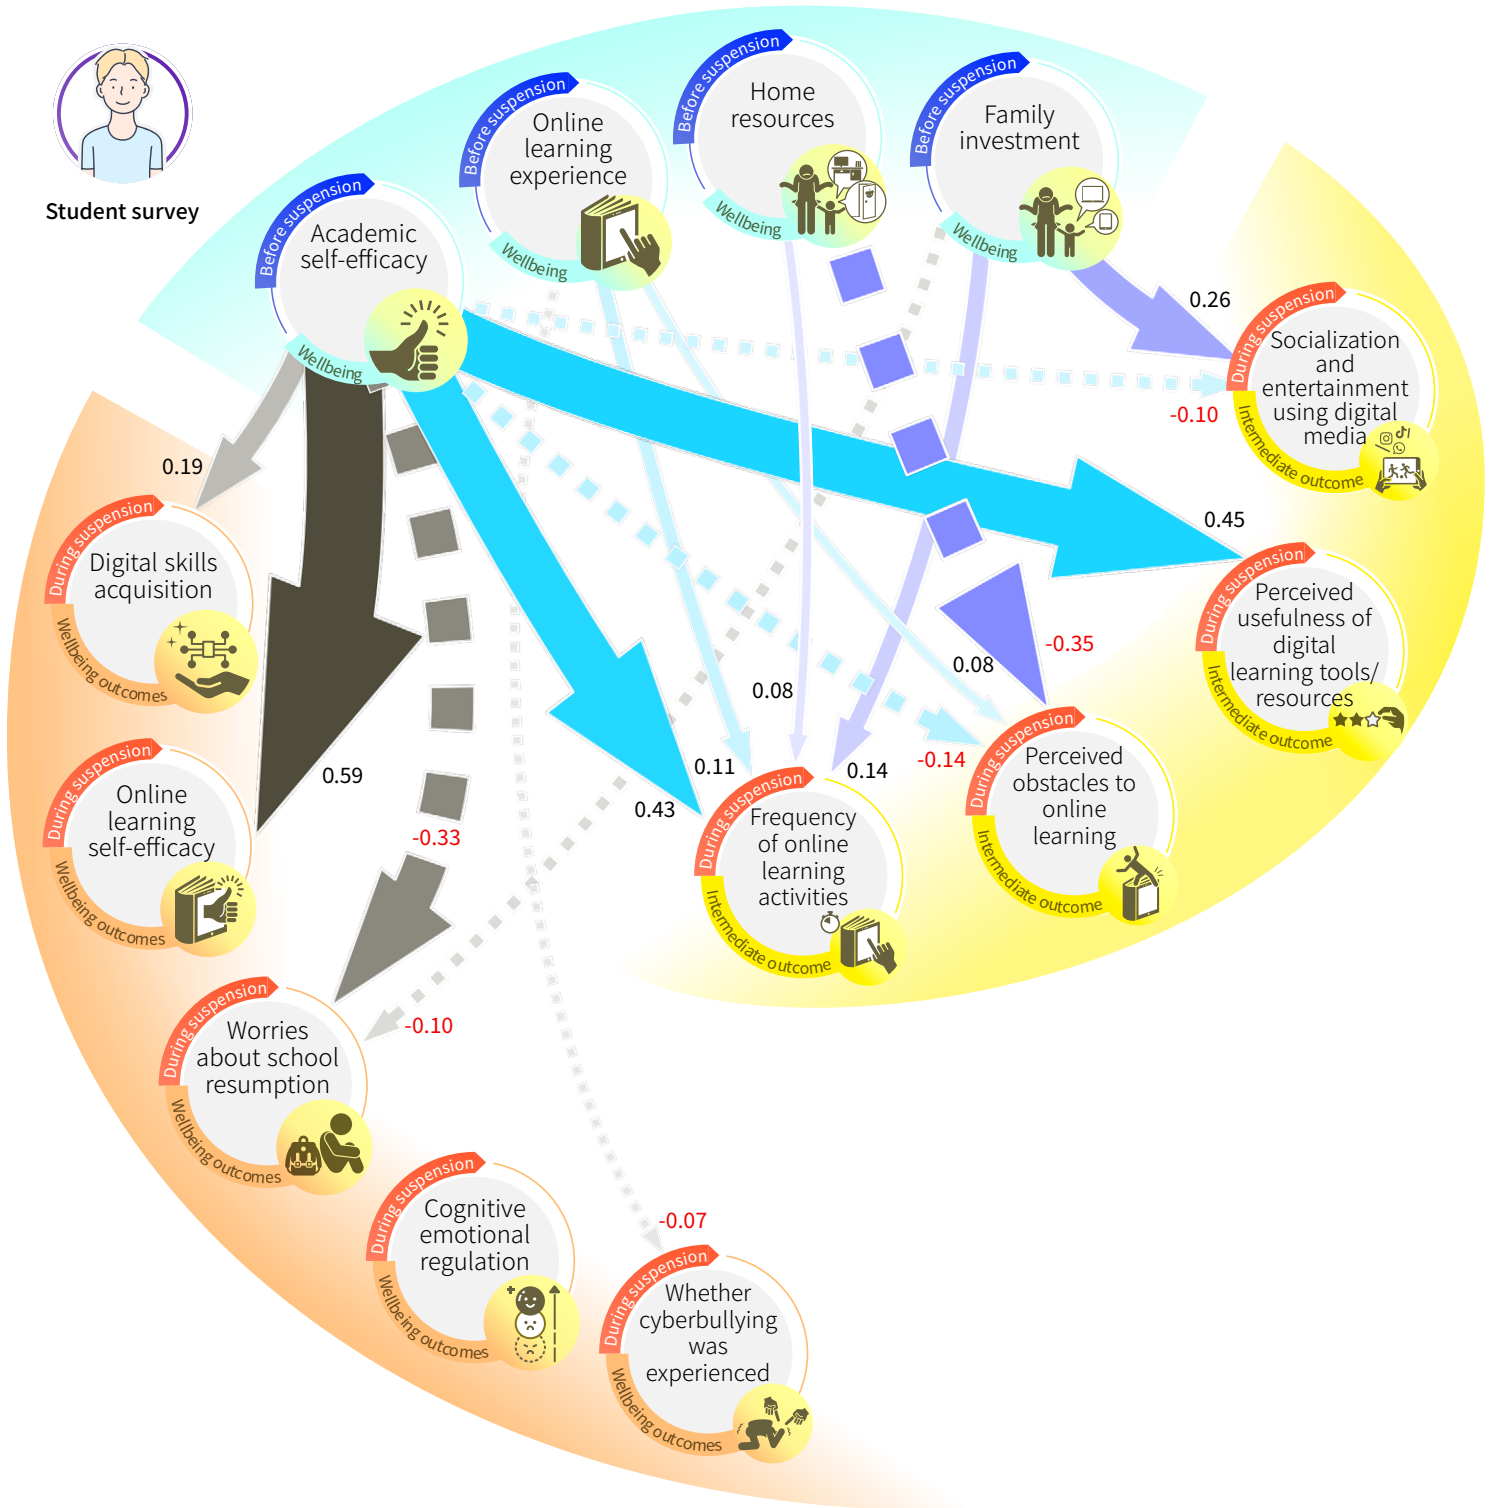 Student survey
Before suspension
Academic
self-efficacy
Wellbeing
Before suspension
Online
learning
experience
Wellbeing
Before suspension
Home
resources
Wellbeing
Before suspension
Family
investment
Wellbeing
0.26
During suspension
Socialization
and
entertainment
using digital
media
Intermediate outcome
-0.10
0.45
During suspension
Perceived
usefulness of
digital
learning tools/
resources
Intermediate outcome
0.19
During suspension
Digital skills
acquisition
Wellbeing outcomes
0.59
During suspension
Online
learning
self-efficacy
Wellbeing outcomes
-0.33
0.43
0.11
0.08
0.14
During suspension
Frequency
of online
learning
activities
Intermediate outcome
0.08
-0.35
-0.14
During suspension
Perceived
obstacles to
online
learning
Intermediate outcome
During suspension
Worries
about school
resumption
Wellbeing outcomes
-0.10
During suspension
Cognitive
emotional
regulation
Wellbeing outcomes
-0.07
During suspension
Whether
cyberbullying
was
experienced
Wellbeing outcomes